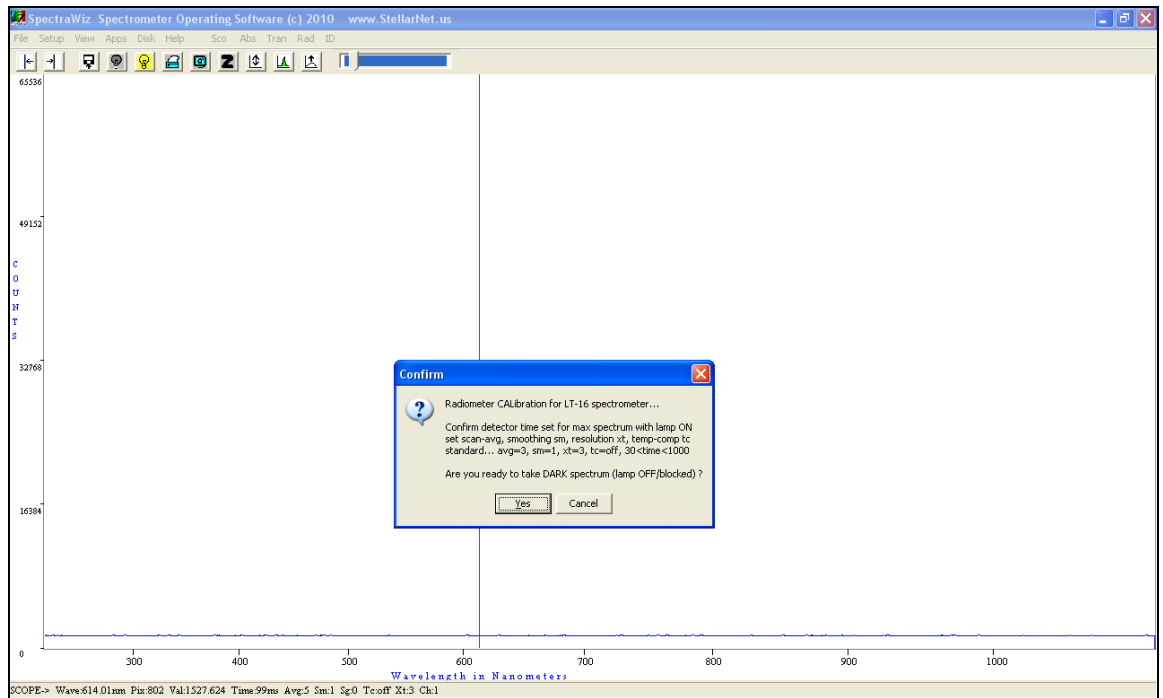 SpectraWiz Spectrometer Operating Software (c) 2010 www.StellarNet.us
File Setup View Apps Disk Help Sco Abs Tran Rad ID
Z
65536
49152
C
O
U
N
T
S
32768
Confirm
Radiometer CALibration for LT-16 spectrometer...
Confirm detector time set for max spectrum with lamp ON
set scan-avg, smoothing sm, resolution xt, temp-comp tc
standard... avg=3, sm=1, xt=3, tc=off, 30<time<1000
Are you ready to take DARK spectrum (lamp OFF/blocked) ?
Yes Cancel
16384
0
300 400 500 600 700 800 900 1000
Wavelength in Nanometers
SCOPE-> Wave:614.01nm Pix:802 Val:1527.624 Time:99ms Avg:5 Sm:1 Sg:0 Tc:off Xt:3 Ch:1